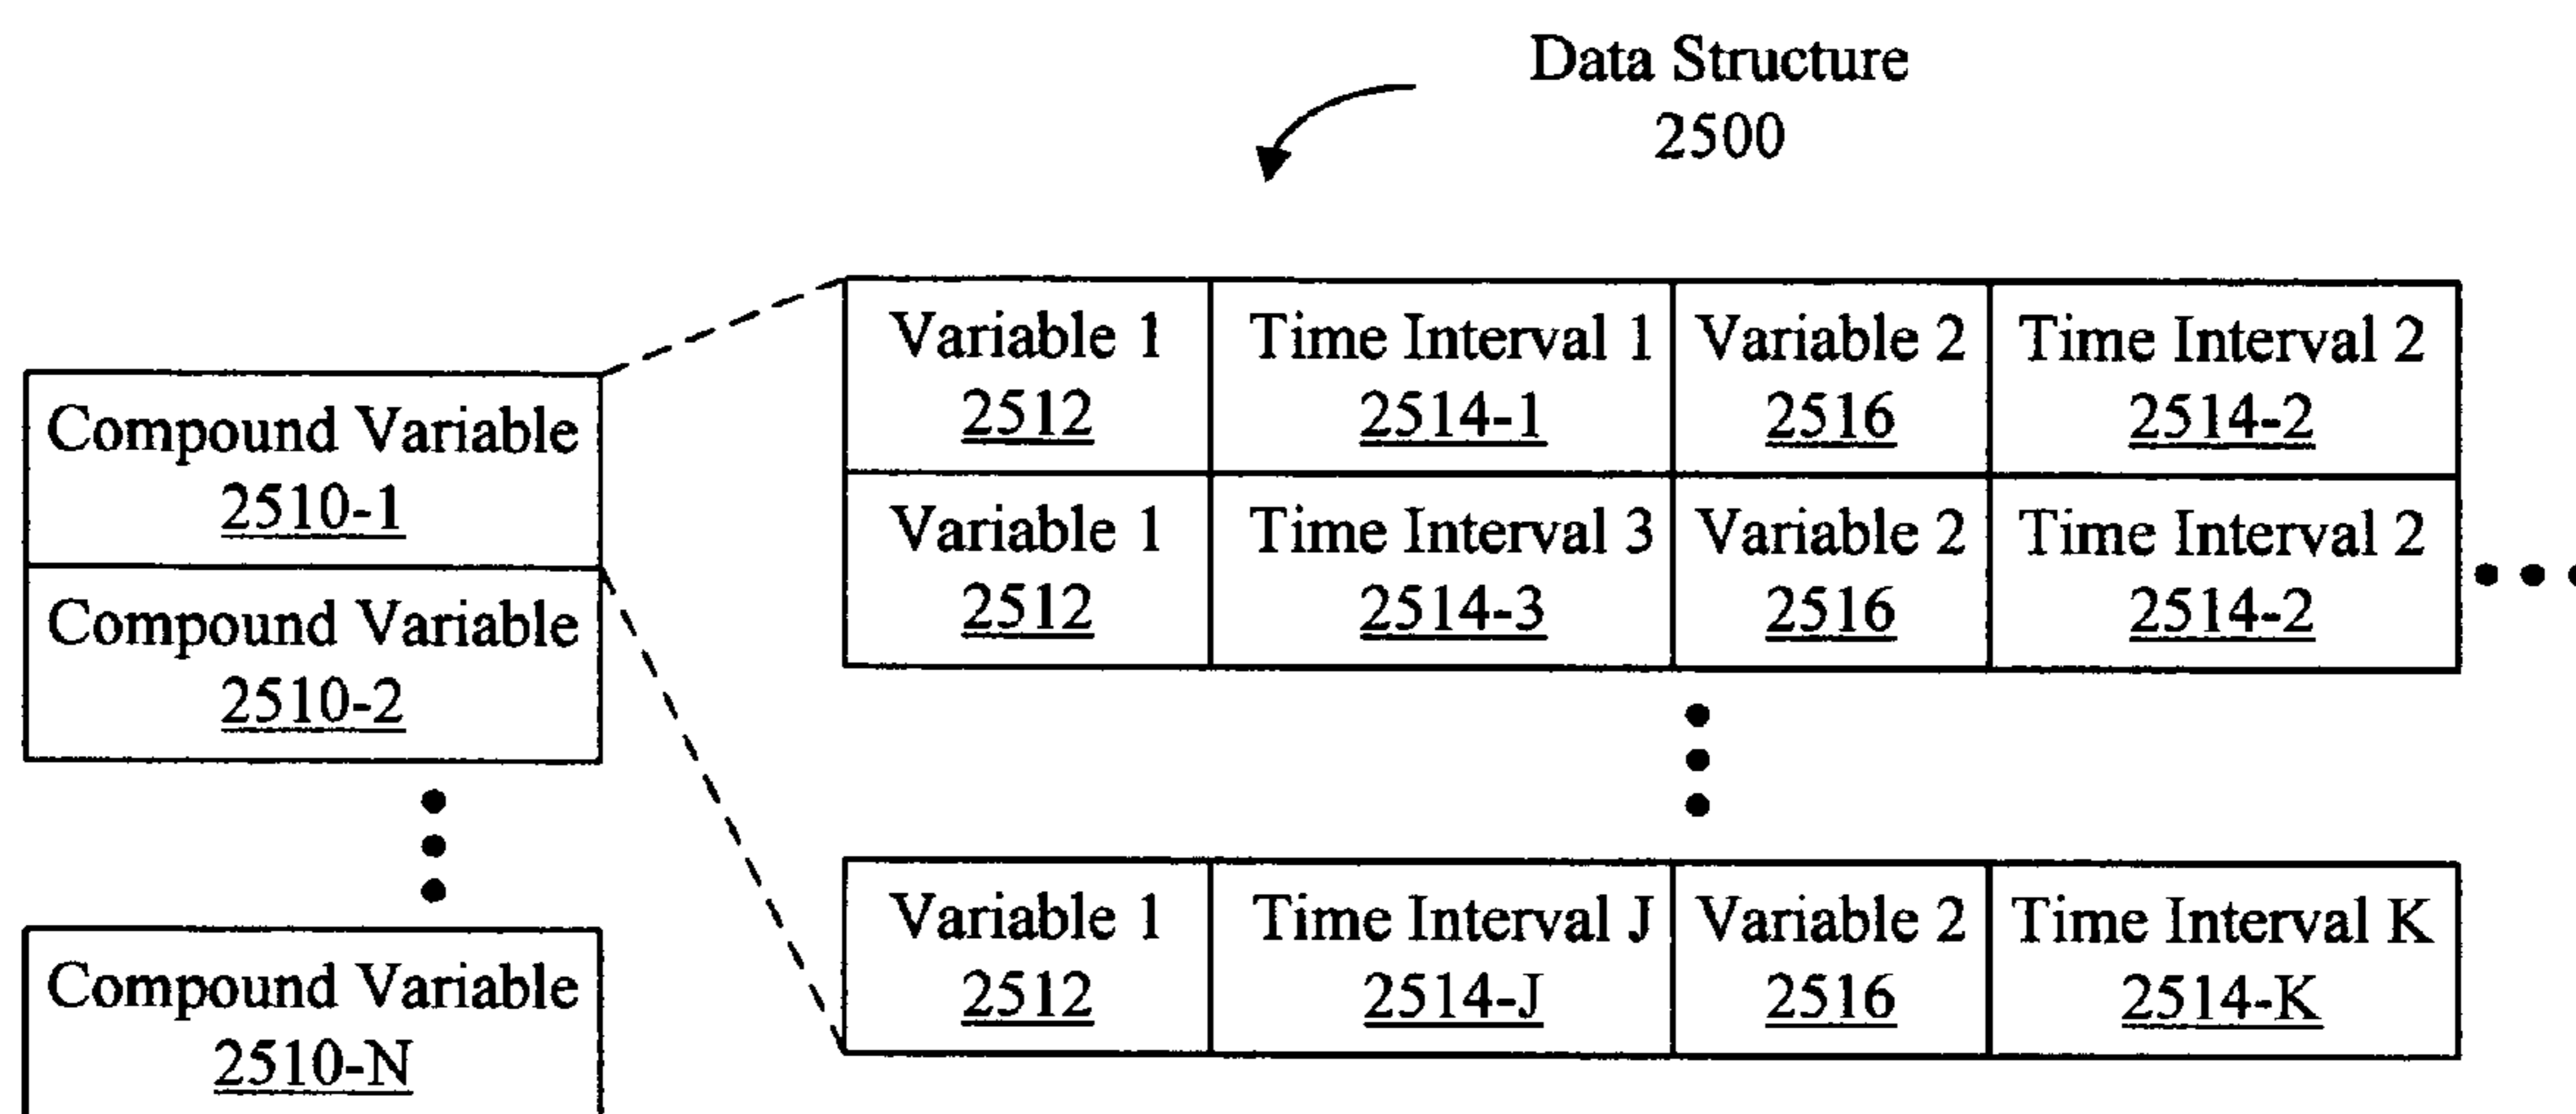 Data Structure
2500
Compound Variable
2510-1
Compound Variable
2510-2
Compound Variable
2510-N
Variable 1 Time Interval 1 Variable 2 Time Interval 2
2512 2514-1 2516 2514-2
Variable 1 Time Interval 3 Variable 2 Time Interval 2
2512 2514-3 2516 2514-2
Variable 1 Time Interval J Variable 2 Time Interval K
2512 2514-J 2516 2514-K